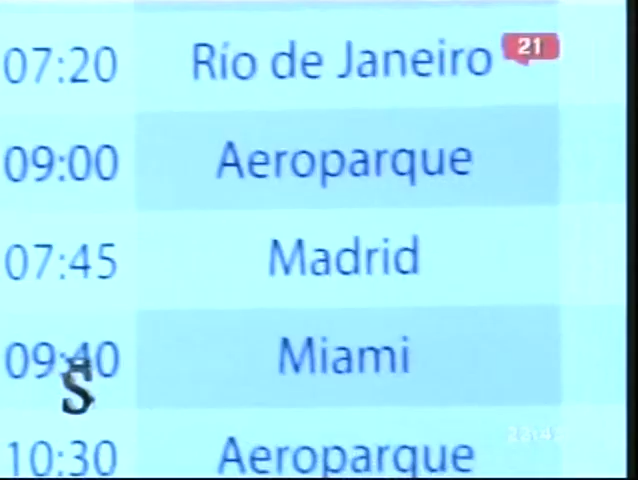 07:20 Río de Janeiro 21
09:00 Aeroparque
07:45 Madrid
09:40 Miami
S
10:30 Aeroparque